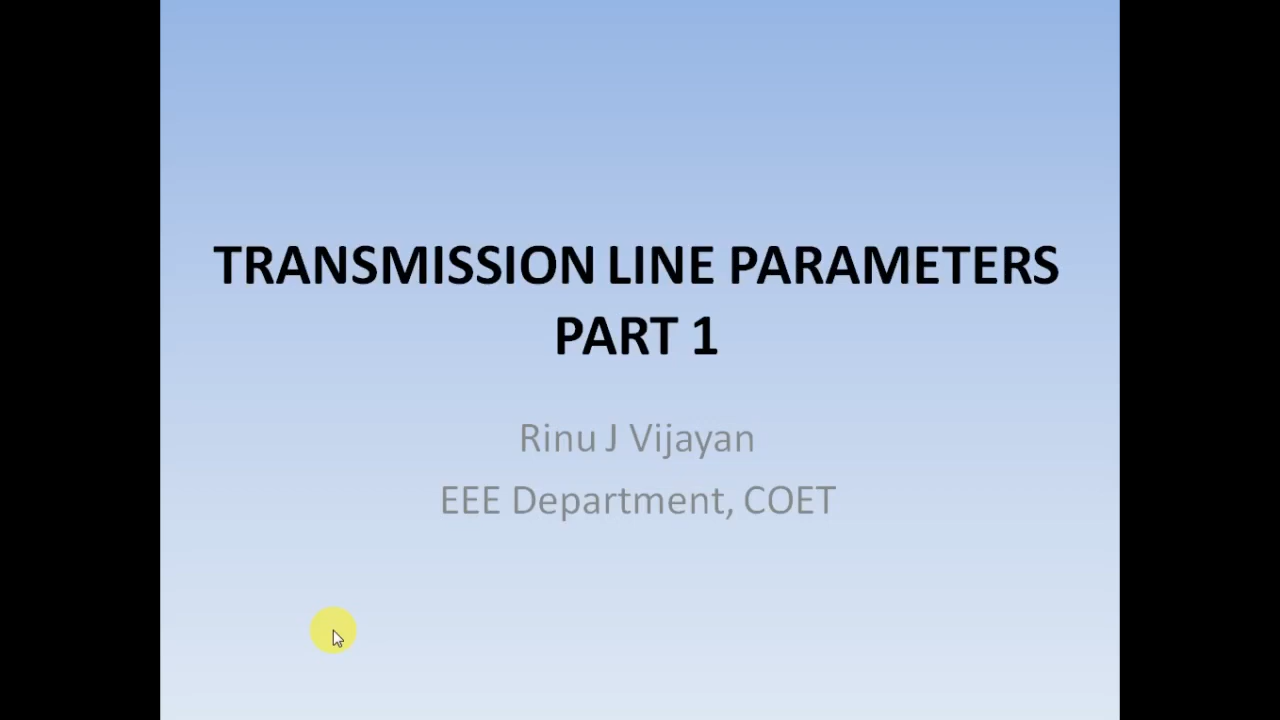 TRANSMISSION LINE PARAMETERS
PART 1
Rinu J Vijayan
EEE Department, COET